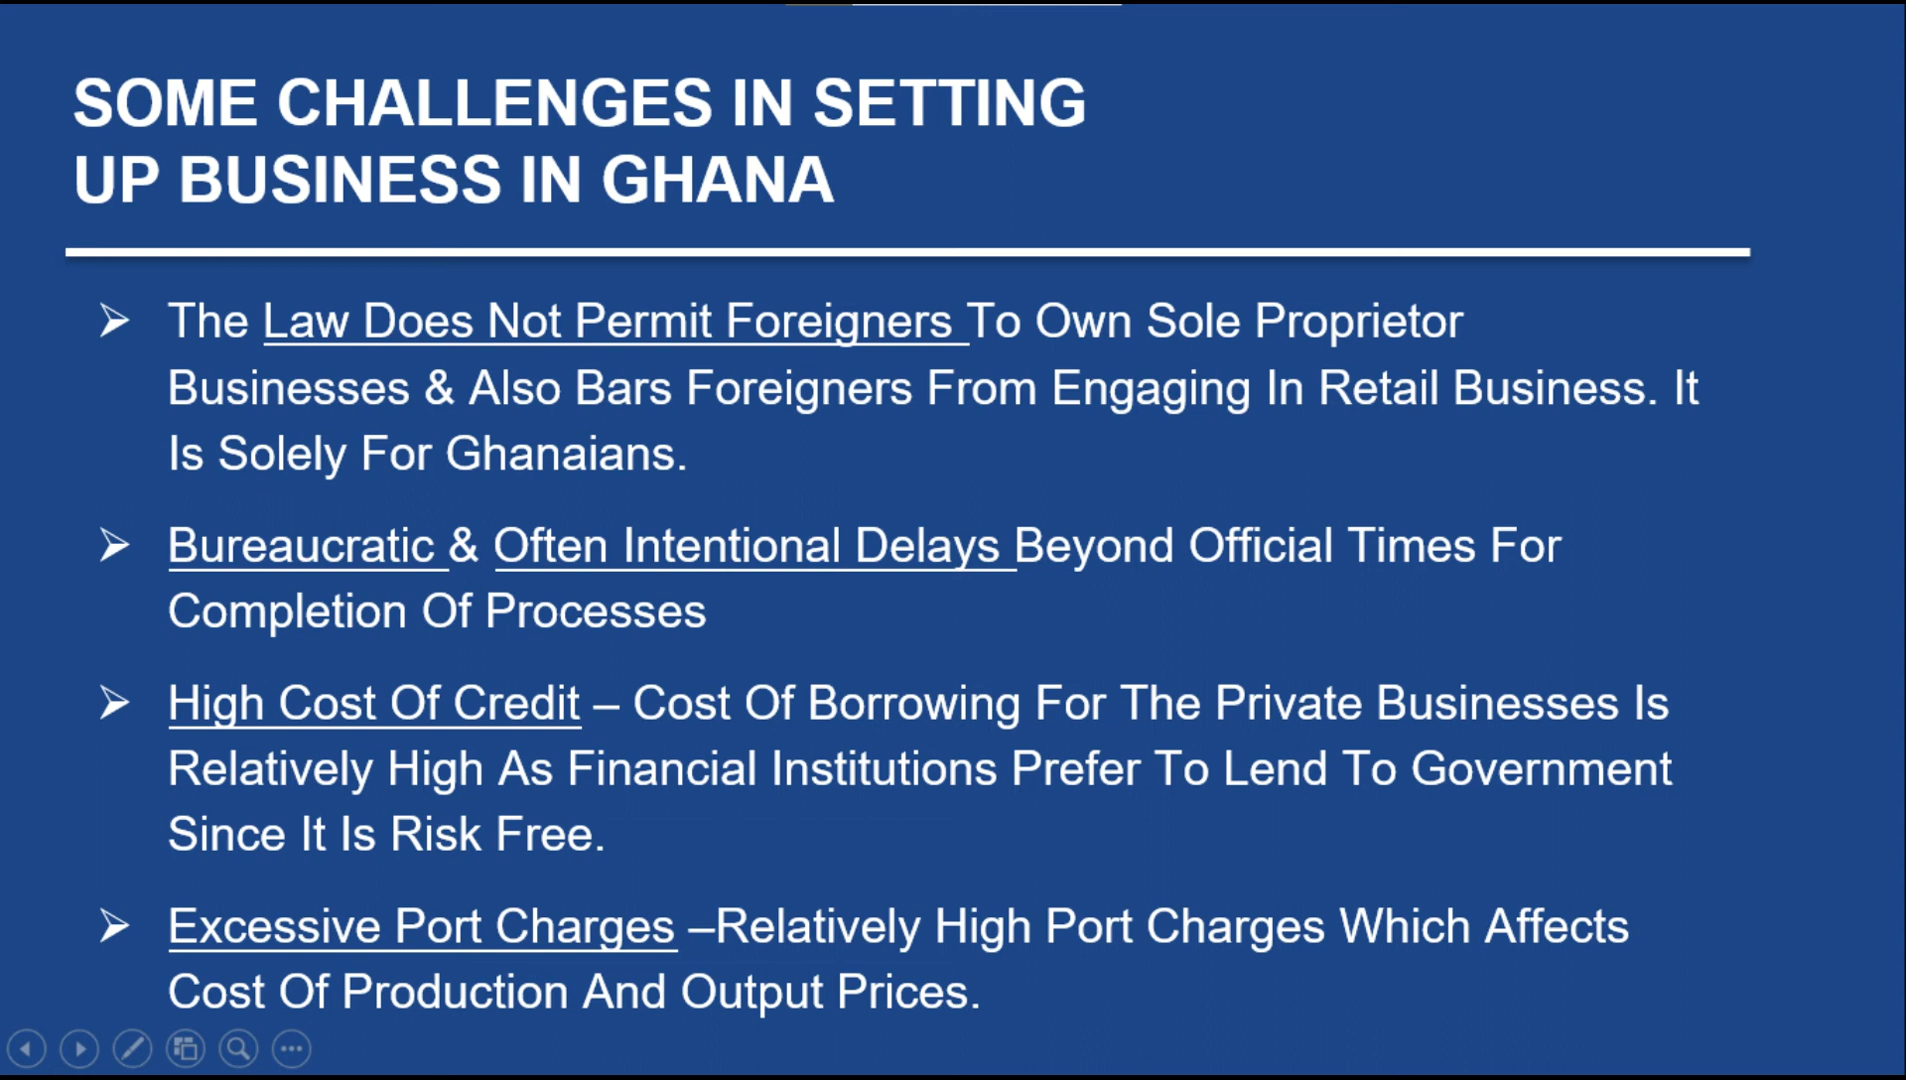 SOME CHALLENGES IN SETTING
UP BUSINESS IN GHANA
The Law Does Not Permit Foreigners To Own Sole Proprietor
Businesses & Also Bars Foreigners From Engaging In Retail Business. It
Is Solely For Ghanaians.
Bureaucratic & Often Intentional Delays Beyond Official Times For
Completion Of Processes
High Cost Of Credit – Cost Of Borrowing For The Private Businesses Is
Relatively High As Financial Institutions Prefer To Lend To Government
Since It Is Risk Free.
Excessive Port Charges –Relatively High Port Charges Which Affects
Cost Of Production And Output Prices.